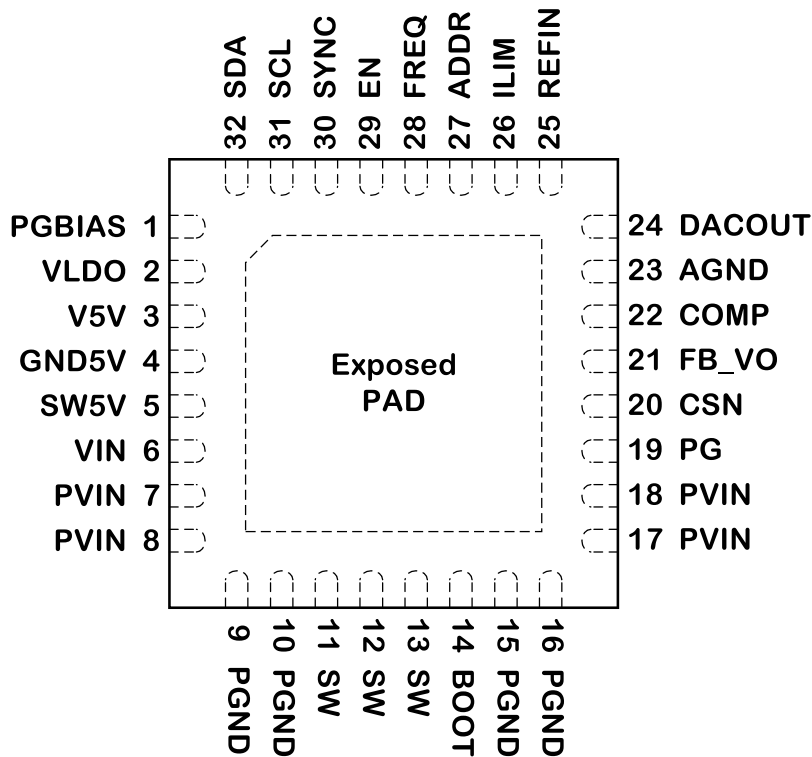 32 SDA
31 SCL
30 SYNC
29 EN
28 FREQ
27 ADDR
26 ILIM
25 REFIN
PGBIAS 1
VLDO 2
V5V 3
GND5V 4
SW5V 5
VIN 6
PVIN 7
PVIN 8
Exposed
PAD
24 DACOUT
23 AGND
22 COMP
21 FB_VO
20 CSN
19 PG
18 PVIN
17 PVIN
9 PGND
10 PGND
11 SW
12 SW
13 SW
14 BOOT
15 PGND
16 PGND